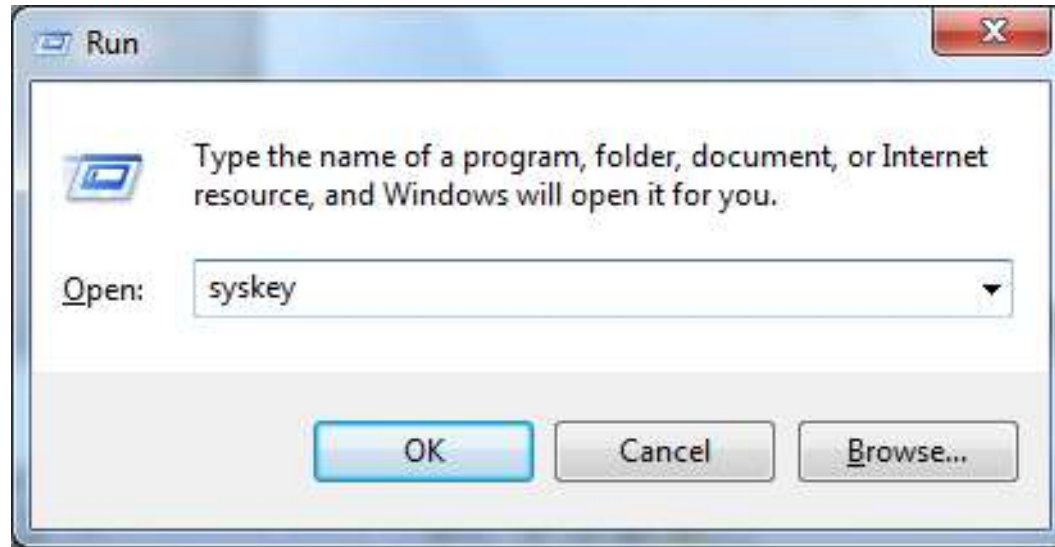 Run
Type the name of a program, folder, document, or Internet
resource, and Windows will open it for you.
Open: syskey
OK Cancel Browse...